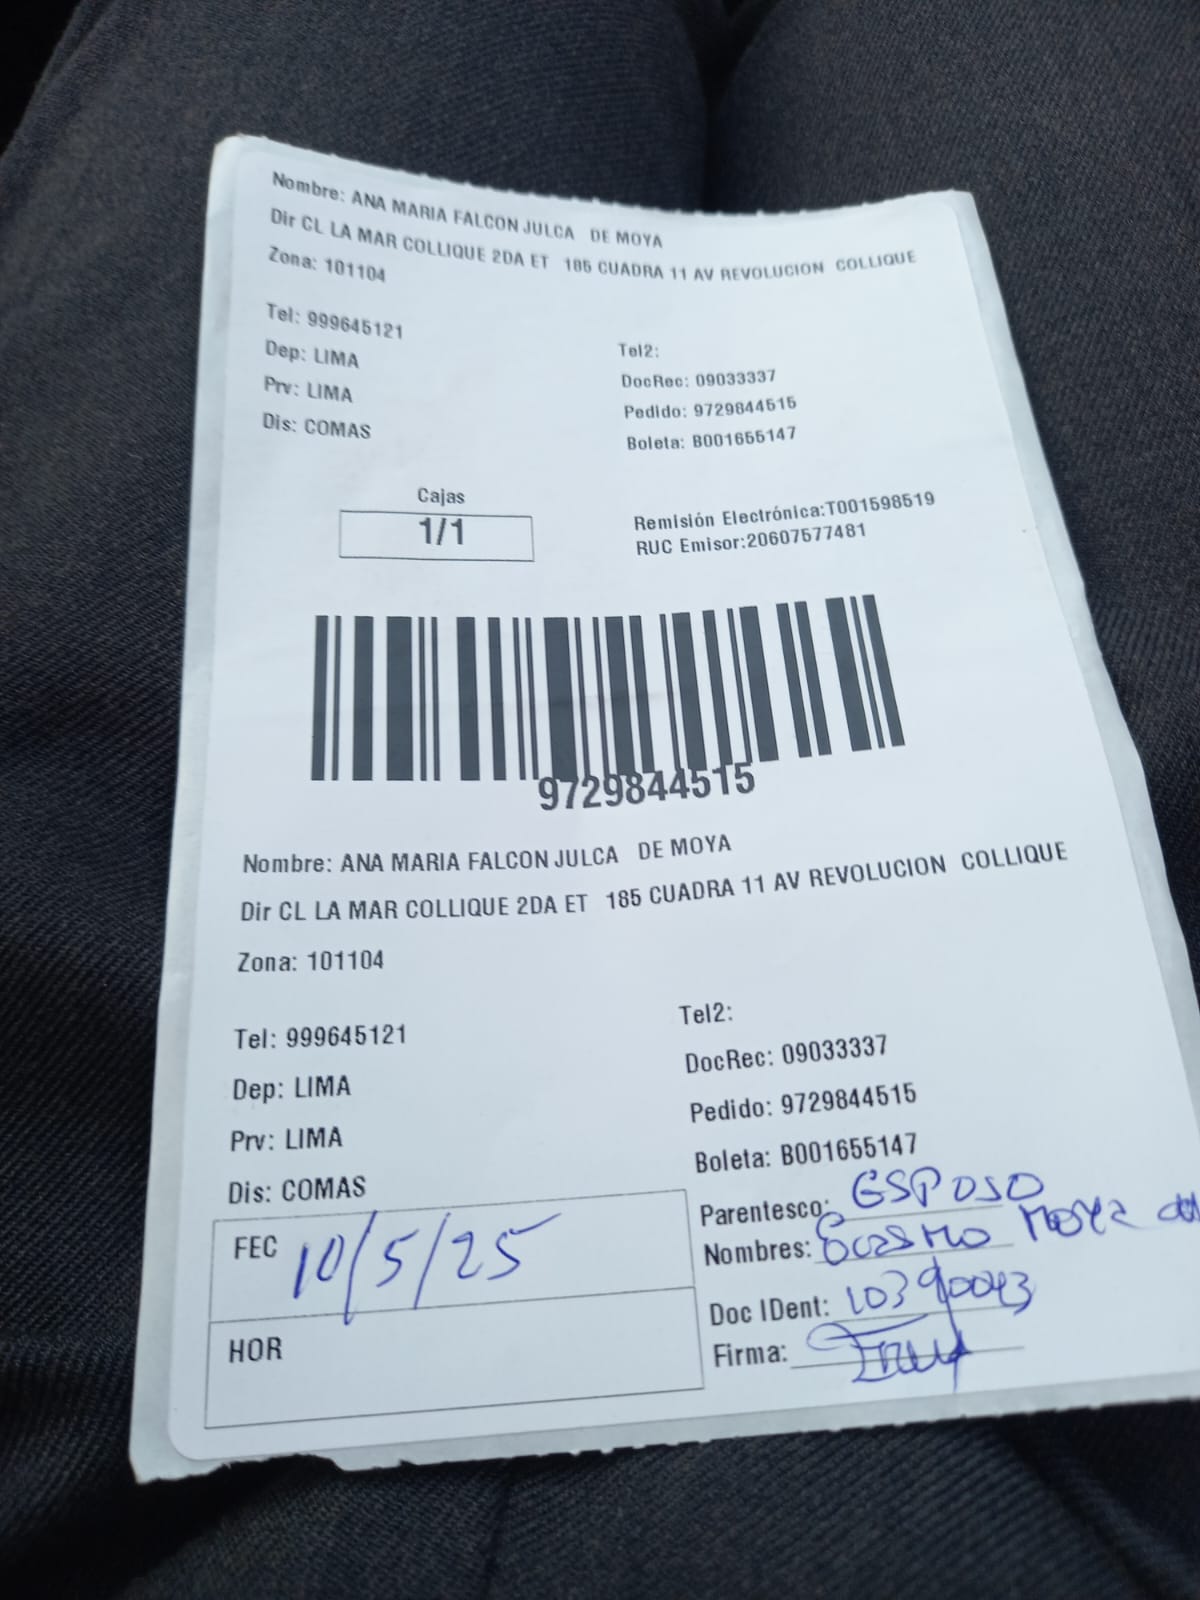 Nombre: ANA MARIA FALCON JULCA DE MOYA
Dir CL LA MAR COLLIQUE 2DA ET 185 CUADRA 11 AV REVOLUCION COLLIQUE
Zona: 101104
Tel: 999645121
Tel2:
Dep: LIMA
DocRec: 09033337
Prv: LIMA
Pedido: 9729844515
Dis: COMAS
Boleta: B001655147
Cajas
1/1
Remisión Electrónica:T001598519
RUC Emisor:20607577481
9729844515
Nombre: ANA MARIA FALCON JULCA DE MOYA
Dir CL LA MAR COLLIQUE 2DA ET 185 CUADRA 11 AV REVOLUCION COLLIQUE
Zona: 101104
Tel: 999645121
Tel2:
Dep: LIMA
DocRec: 09033337
Prv: LIMA
Pedido: 9729844515
Dis: COMAS
Boleta: B001655147
FEC 10/5/25
Parentesco: ESPOSO
Nombres:
HOR
Doc IDent:
Firma: